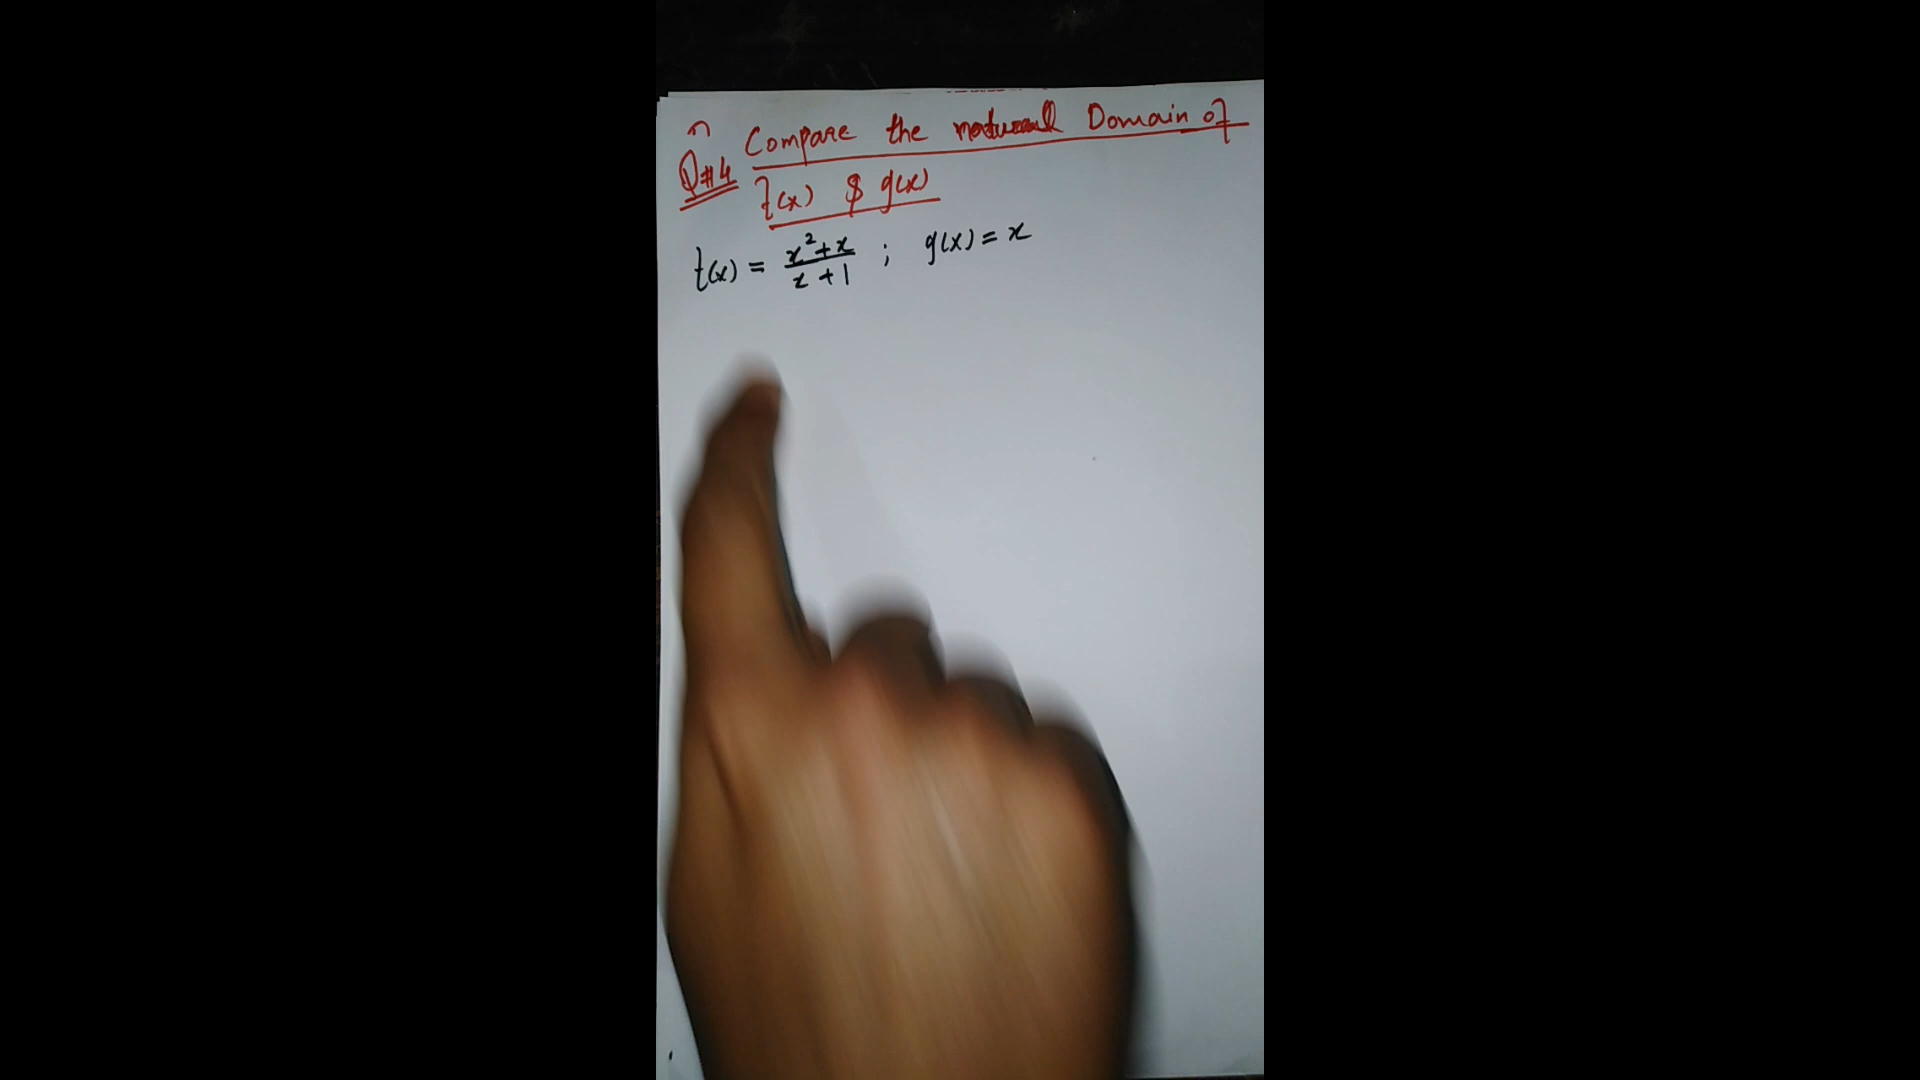 Q#4 Compare the natural Domain of
f(x) & g(x)
f(x) = x²+x / x+1 ; g(x) = x